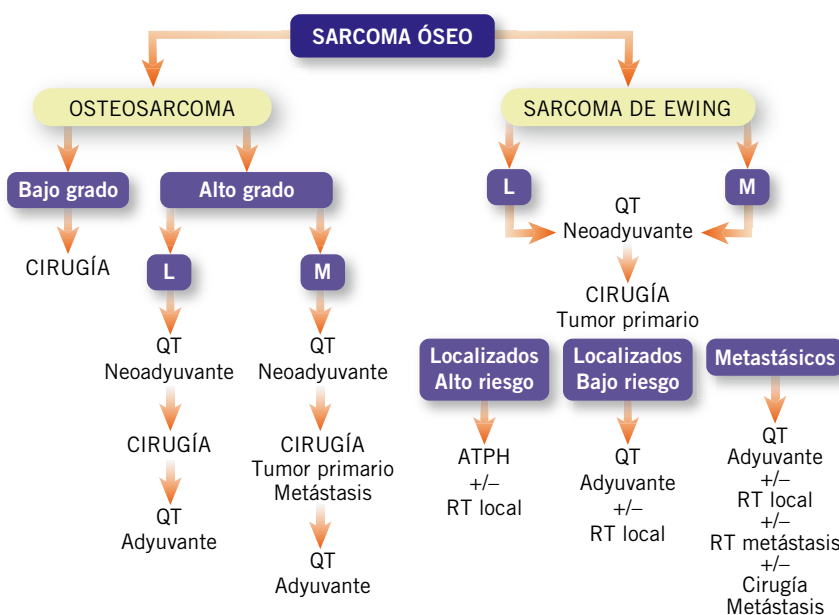 SARCOMA ÓSEO
OSTEOSARCOMA
Bajo grado
CIRUGÍA
Alto grado
L
QT
Neoadyuvante
CIRUGÍA
QT
Adyuvante
M
QT
Neoadyuvante
CIRUGÍA
Tumor primario
Metástasis
QT
Adyuvante
SARCOMA DE EWING
L
M
QT
Neoadyuvante
CIRUGÍA
Tumor primario
Localizados
Alto riesgo
ATPH
+/–
RT local
Localizados
Bajo riesgo
QT
Adyuvante
+/–
RT local
Metastásicos
QT
Adyuvante
+/–
RT local
+/–
RT metástasis
+/–
Cirugía
Metástasis